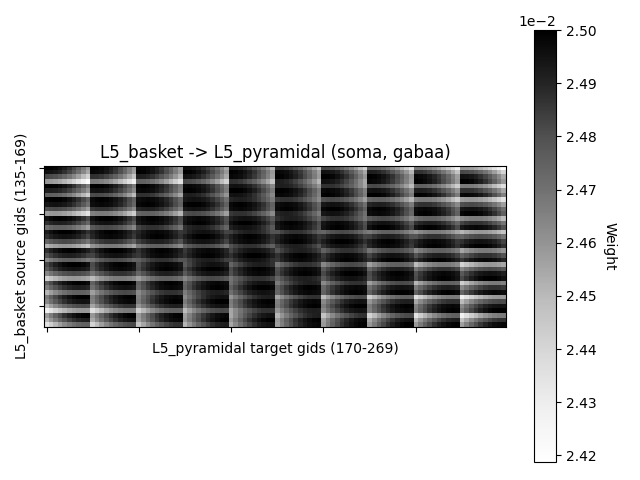 1e−2
L5_basket -> L5_pyramidal (soma, gabaa)
L5_basket source gids (135-169)
L5_pyramidal target gids (170-269)
2.50
2.49
2.48
2.47
2.46
2.45
2.44
2.43
2.42
Weight